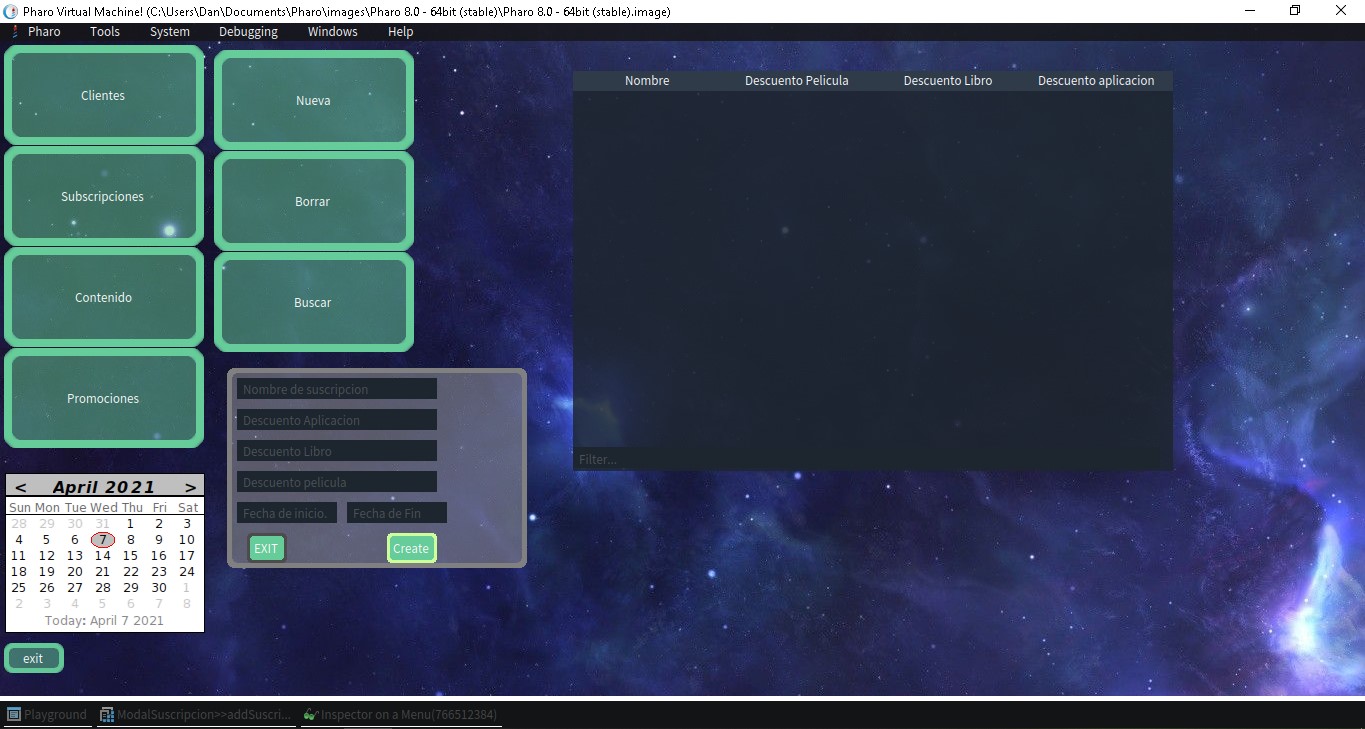 Pharo Virtual Machine! (C:\Users\Dan\Documents\Pharo\images\Pharo 8.0 - 64bit (stable)\Pharo 8.0 - 64bit (stable).image)
Pharo Tools System Debugging Windows Help
Clientes
Subscripciones
Contenido
Promociones
Nueva
Borrar
Buscar
Nombre Descuento Pelicula Descuento Libro Descuento aplicacion
Filter...
Nombre de suscripcion
Descuento Aplicacion
Descuento Libro
Descuento pelicula
Fecha de inicio. Fecha de Fin
EXIT Create
< April 2021 >
Sun Mon Tue Wed Thu Fri Sat
28 29 30 31 1 2 3
4 5 6 7 8 9 10
11 12 13 14 15 16 17
18 19 20 21 22 23 24
25 26 27 28 29 30 1
2 3 4 5 6 7 8
Today: April 7 2021
exit
Playground ModalSuscripcion>>addSuscri... Inspector on a Menu(766512384)